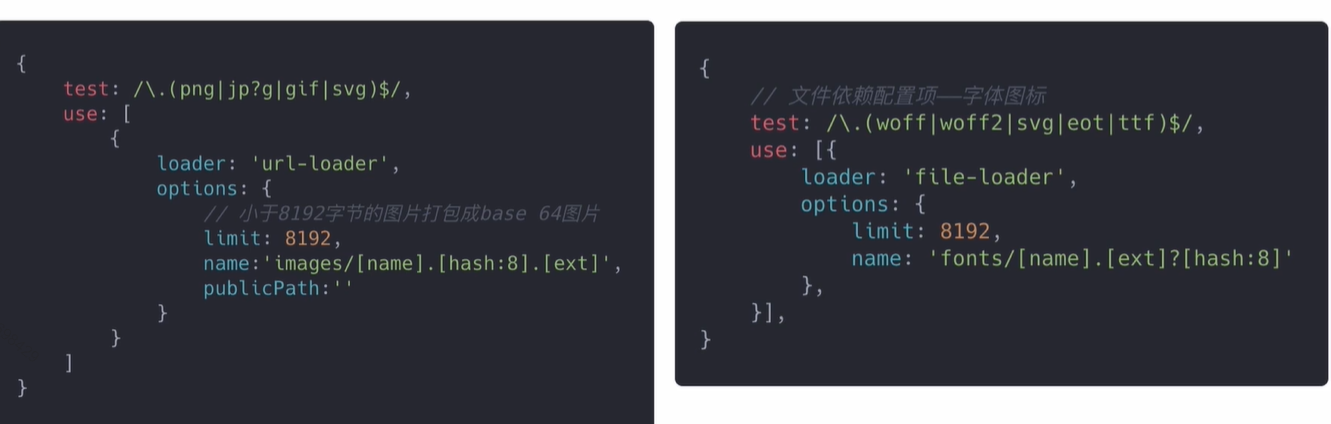 {
    test: /\.(png|jp?g|gif|svg)$/,
    use: [
        {
            loader: 'url-loader',
            options: {
                // 小于8192字节的图片打包成base 64图片
                limit: 8192,
                name:'images/[name].[hash:8].[ext]',
                publicPath:''
            }
        }
    ]
}
{
    // 文件依赖配置项——字体图标
    test: /\.(woff|woff2|svg|eot|ttf)$/,
    use: [{
        loader: 'file-loader',
        options: {
            limit: 8192,
            name: 'fonts/[name].[ext]?[hash:8]'
        },
    }],
}